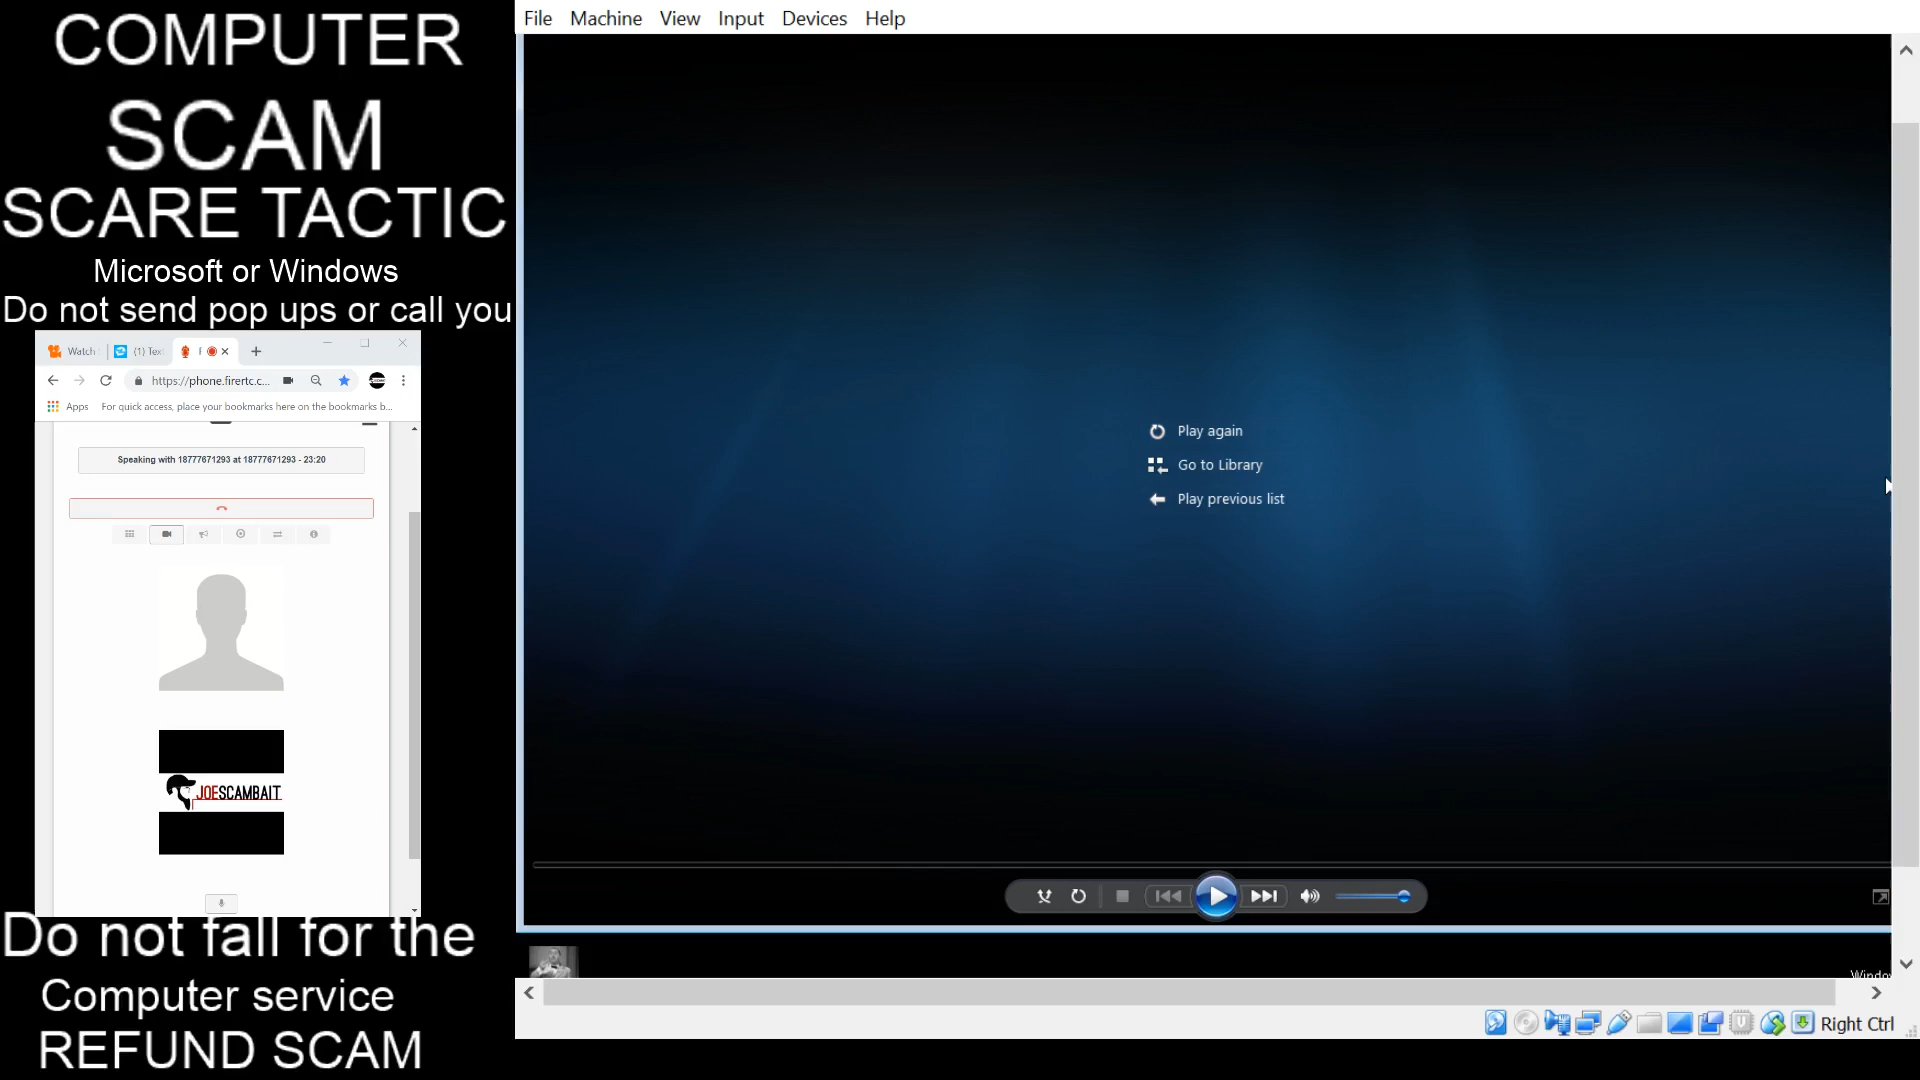 COMPUTER
SCAM
SCARE TACTIC
Microsoft or Windows
Do not send pop ups or call you
Watch
(1) Tex
https://phone.firertc.c...
Apps
For quick access, place your bookmarks here on the bookmarks b...
Speaking with 18777671293 at 18777671293 - 23:20
JOESCAMBAIT
Do not fall for the
Computer service
REFUND SCAM
File Machine View Input Devices Help
Play again
Go to Library
Play previous list
Window
Right Ctrl